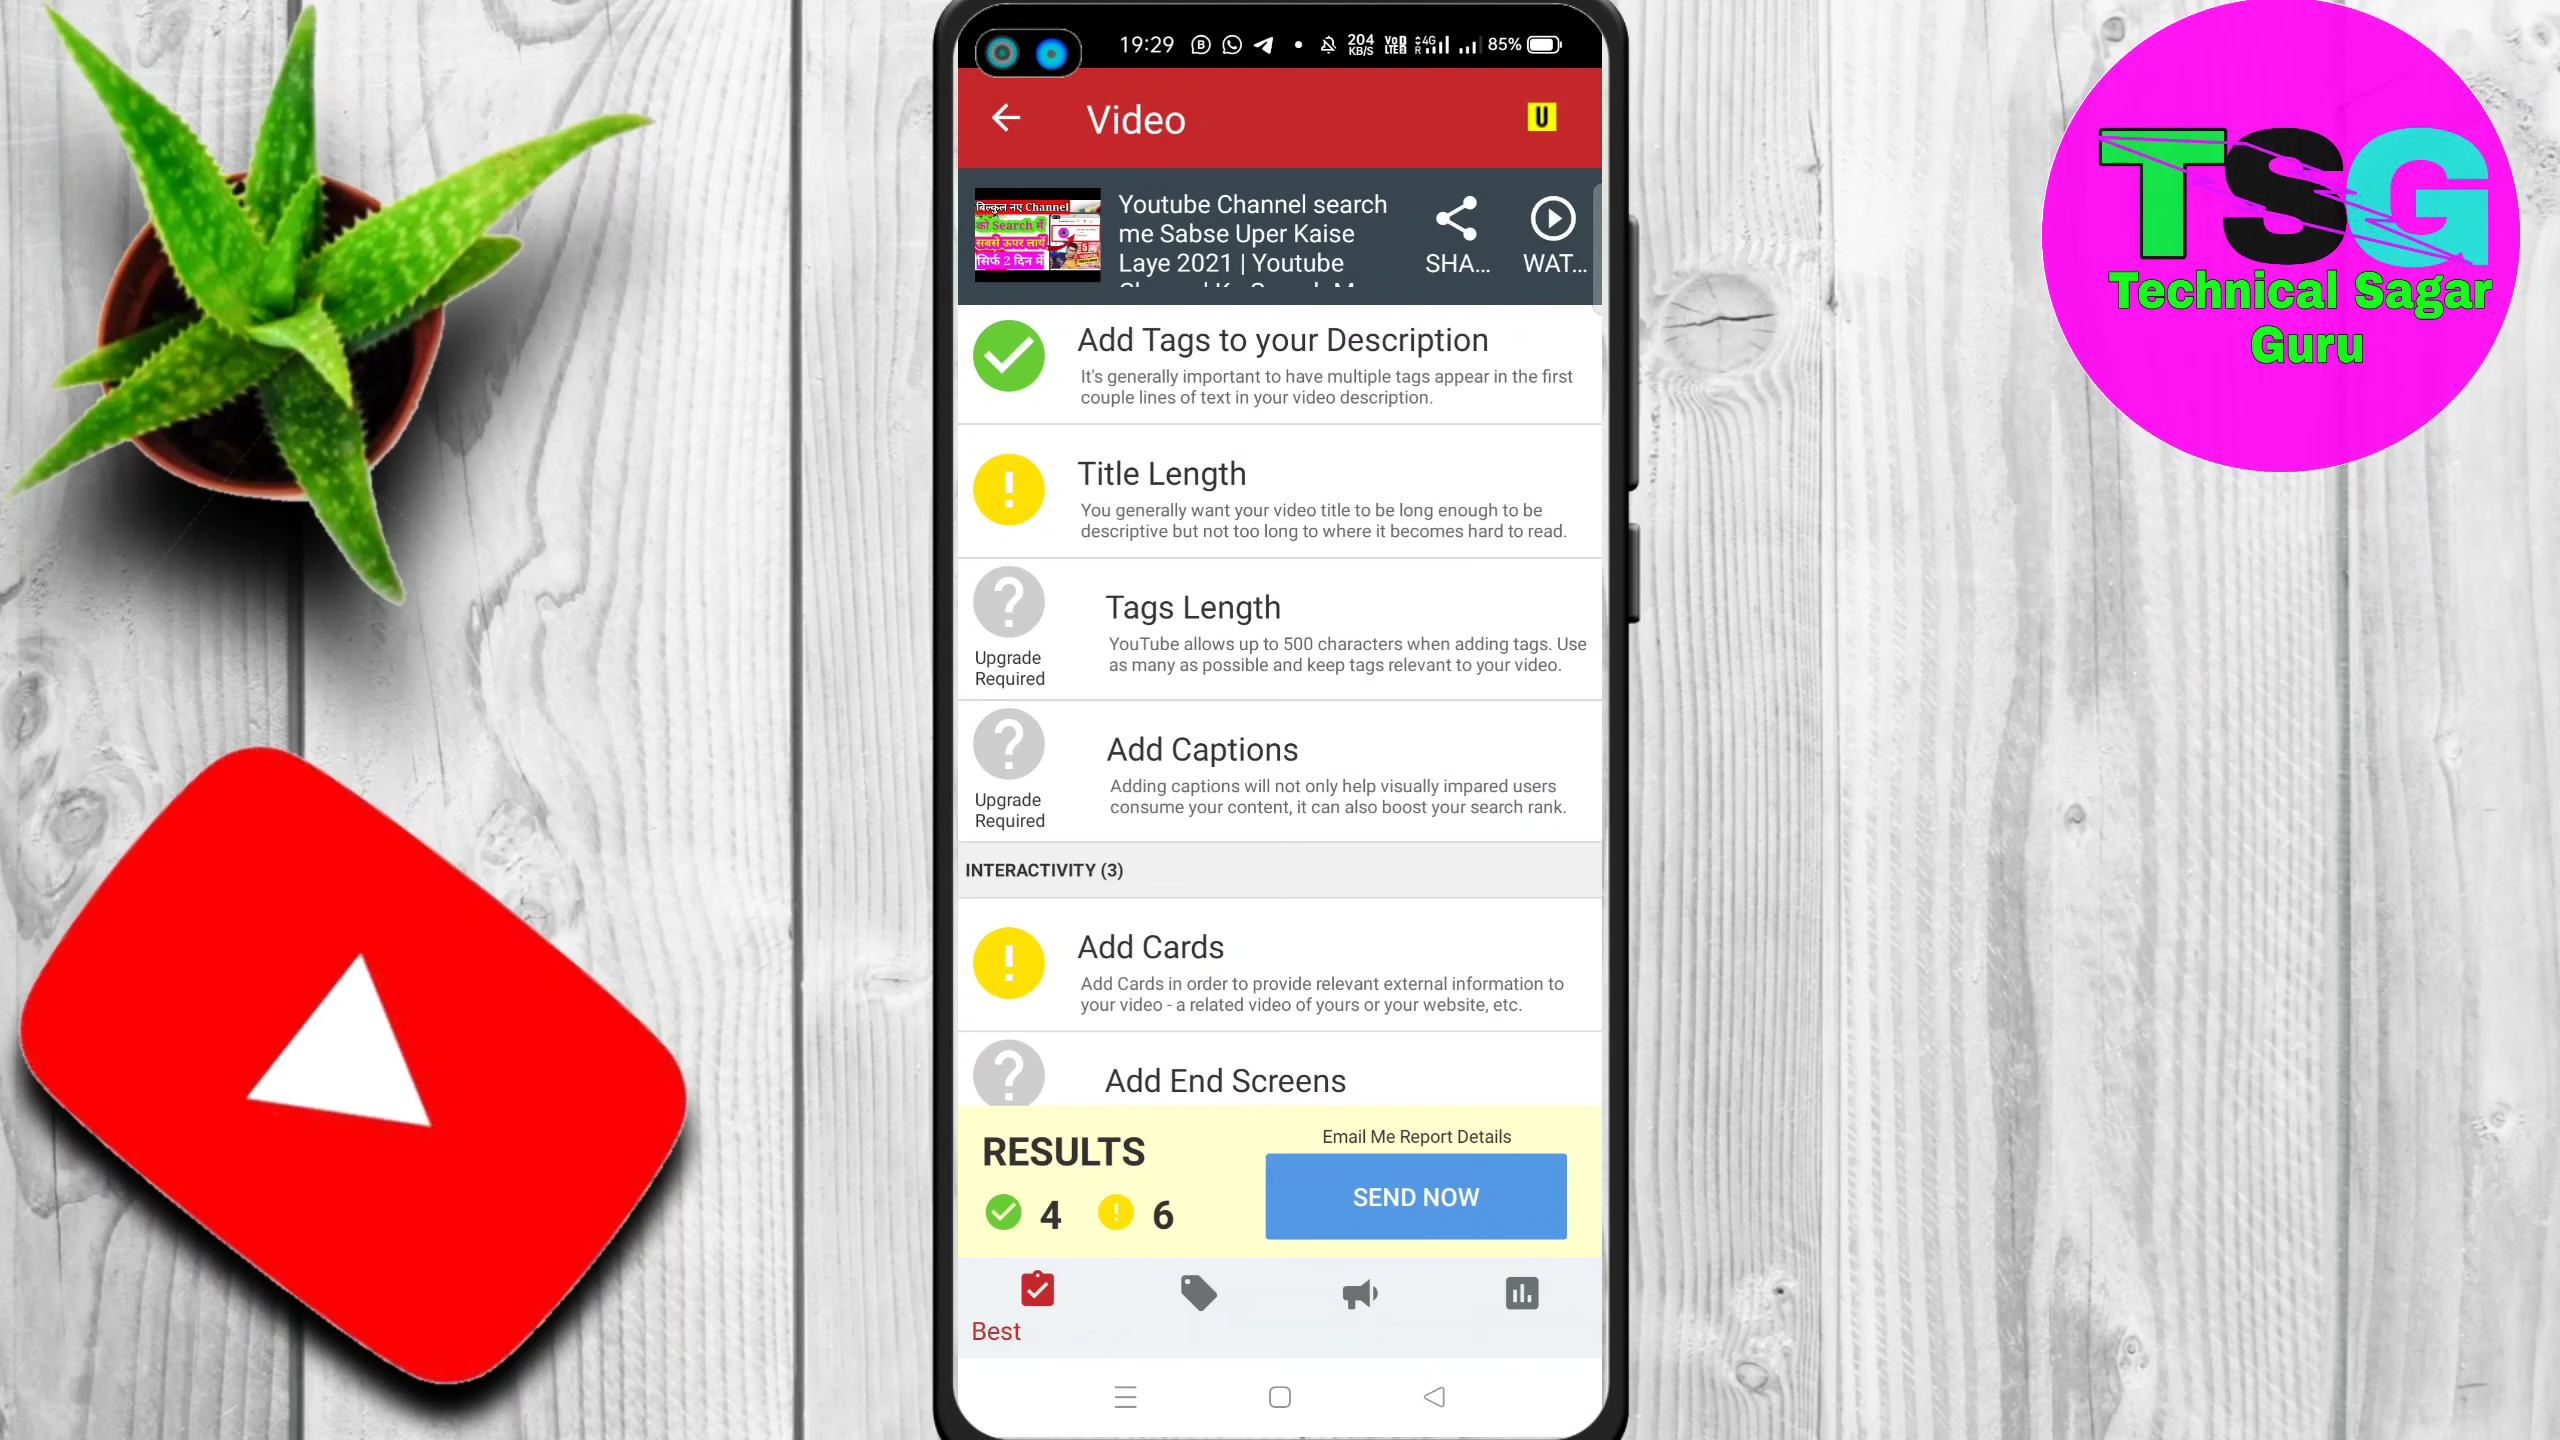 19:29 204 KB/S VoD LTE2 4G R 85%
Video
U
बिल्कुल नए Channel
को Search में
सबसे ऊपर लायें
सिर्फ 2 दिन में
Youtube Channel search
me Sabse Uper Kaise
Laye 2021 | Youtube
SHA...
WAT...
Add Tags to your Description
It's generally important to have multiple tags appear in the first
couple lines of text in your video description.
Title Length
You generally want your video title to be long enough to be
descriptive but not too long to where it becomes hard to read.
Upgrade
Required
Tags Length
YouTube allows up to 500 characters when adding tags. Use
as many as possible and keep tags relevant to your video.
Upgrade
Required
Add Captions
Adding captions will not only help visually impared users
consume your content, it can also boost your search rank.
INTERACTIVITY (3)
Add Cards
Add Cards in order to provide relevant external information to
your video - a related video of yours or your website, etc.
Add End Screens
RESULTS
4 6
Email Me Report Details
SEND NOW
Best
TSG
Technical Sagar
Guru